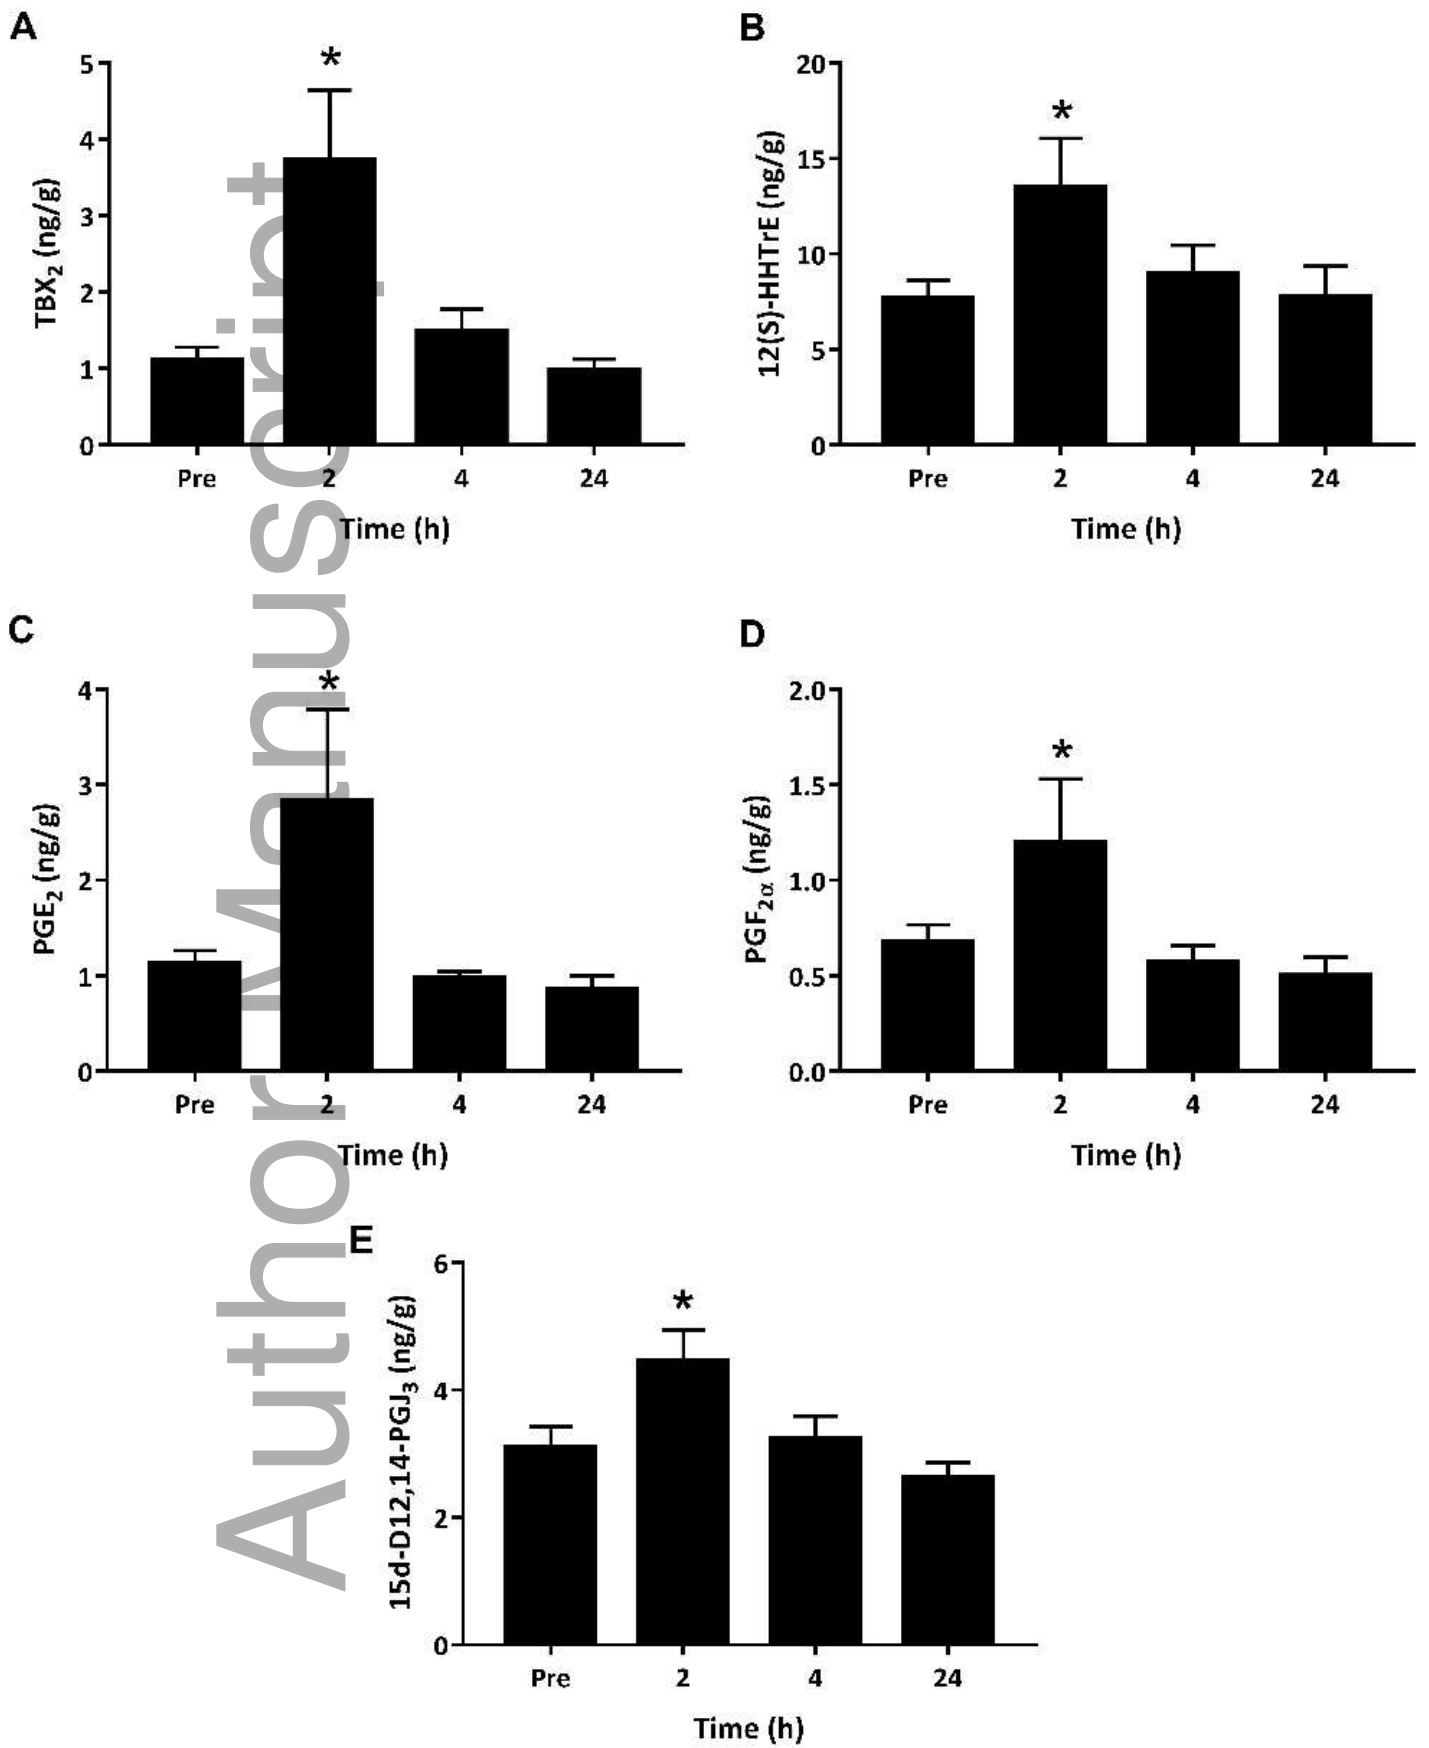 A
TBX2 (ng/g)
5
4
3
2
1
0
*
Pre 2 4 24
Time (h)
B
12(S)-HHTrE (ng/g)
20
15
10
5
0
*
Pre 2 4 24
Time (h)
C
PGE2 (ng/g)
4
3
2
1
0
*
Pre 2 4 24
Time (h)
D
PGF2α (ng/g)
2.0
1.5
1.0
0.5
0.0
*
Pre 2 4 24
Time (h)
E
15d-D12,14-PGJ3 (ng/g)
6
4
2
0
*
Pre 2 4 24
Time (h)
Author Manuscript